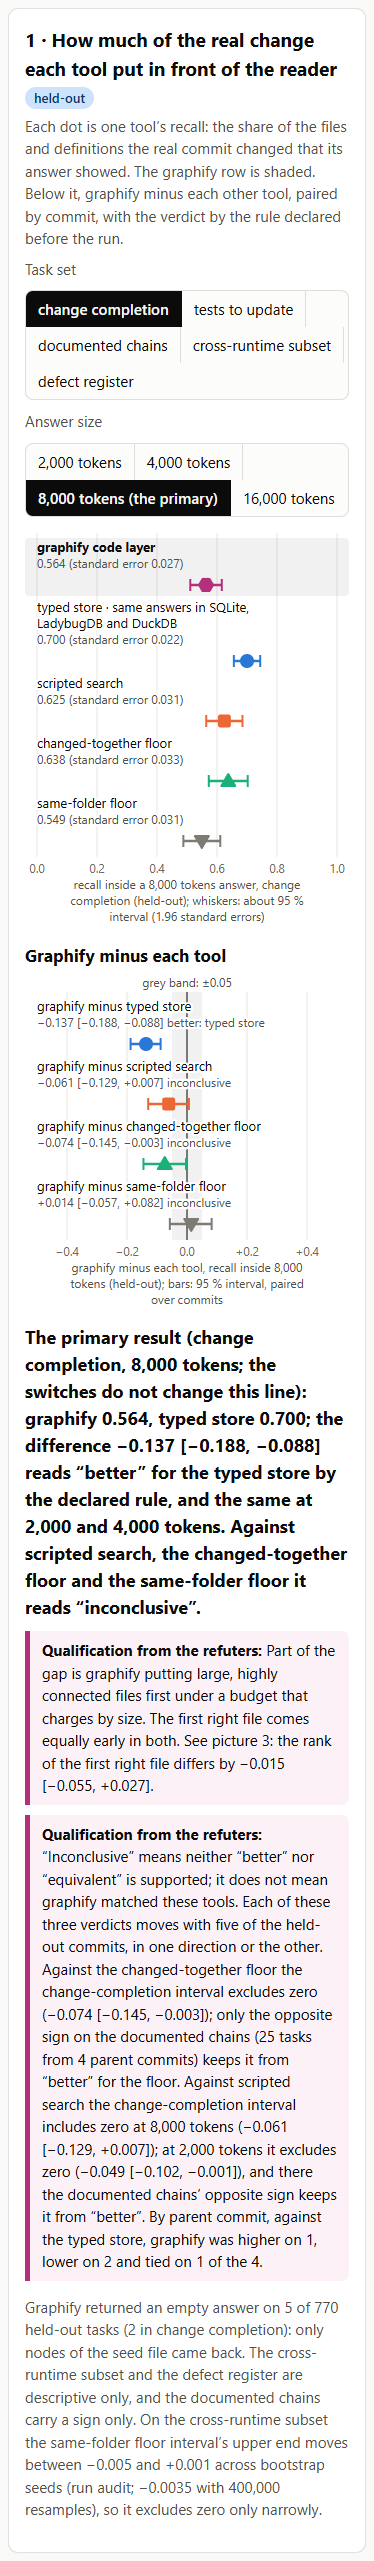 1 · How much of the real change
each tool put in front of the reader
held-out
Each dot is one tool’s recall: the share of the files
and definitions the real commit changed that its
answer showed. The graphify row is shaded.
Below it, graphify minus each other tool, paired
by commit, with the verdict by the rule declared
before the run.
Task set
change completion
tests to update
documented chains
cross-runtime subset
defect register
Answer size
2,000 tokens
4,000 tokens
8,000 tokens (the primary)
16,000 tokens
graphify code layer
0.564 (standard error 0.027)
typed store · same answers in SQLite,
LadybugDB and DuckDB
0.700 (standard error 0.022)
scripted search
0.625 (standard error 0.031)
changed-together floor
0.638 (standard error 0.033)
same-folder floor
0.549 (standard error 0.031)
0.0 0.2 0.4 0.6 0.8 1.0
recall inside a 8,000 tokens answer, change
completion (held-out); whiskers: about 95 %
interval (1.96 standard errors)
Graphify minus each tool
grey band: ±0.05
graphify minus typed store
−0.137 [−0.188, −0.088] better: typed store
graphify minus scripted search
−0.061 [−0.129, +0.007] inconclusive
graphify minus changed-together floor
−0.074 [−0.145, −0.003] inconclusive
graphify minus same-folder floor
+0.014 [−0.057, +0.082] inconclusive
−0.4 −0.2 0.0 +0.2 +0.4
graphify minus each tool, recall inside 8,000
tokens (held-out); bars: 95 % interval, paired
over commits
The primary result (change
completion, 8,000 tokens; the
switches do not change this line):
graphify 0.564, typed store 0.700; the
difference −0.137 [−0.188, −0.088]
reads “better” for the typed store by
the declared rule, and the same at
2,000 and 4,000 tokens. Against
scripted search, the changed-together
floor and the same-folder floor it
reads “inconclusive”.
Qualification from the refuters: Part of the
gap is graphify putting large, highly
connected files first under a budget that
charges by size. The first right file comes
equally early in both. See picture 3: the rank
of the first right file differs by −0.015
[−0.055, +0.027].
Qualification from the refuters:
“Inconclusive” means neither “better” nor
“equivalent” is supported; it does not mean
graphify matched these tools. Each of these
three verdicts moves with five of the held-
out commits, in one direction or the other.
Against the changed-together floor the
change-completion interval excludes zero
(−0.074 [−0.145, −0.003]); only the opposite
sign on the documented chains (25 tasks
from 4 parent commits) keeps it from
“better” for the floor. Against scripted
search the change-completion interval
includes zero at 8,000 tokens (−0.061
[−0.129, +0.007]); at 2,000 tokens it excludes
zero (−0.049 [−0.102, −0.001]), and there
the documented chains’ opposite sign keeps
it from “better”. By parent commit, against
the typed store, graphify was higher on 1,
lower on 2 and tied on 1 of the 4.
Graphify returned an empty answer on 5 of 770
held-out tasks (2 in change completion): only
nodes of the seed file came back. The cross-
runtime subset and the defect register are
descriptive only, and the documented chains
carry a sign only. On the cross-runtime subset
the same-folder floor interval’s upper end moves
between −0.005 and +0.001 across bootstrap
seeds (run audit; −0.0035 with 400,000
resamples), so it excludes zero only narrowly.